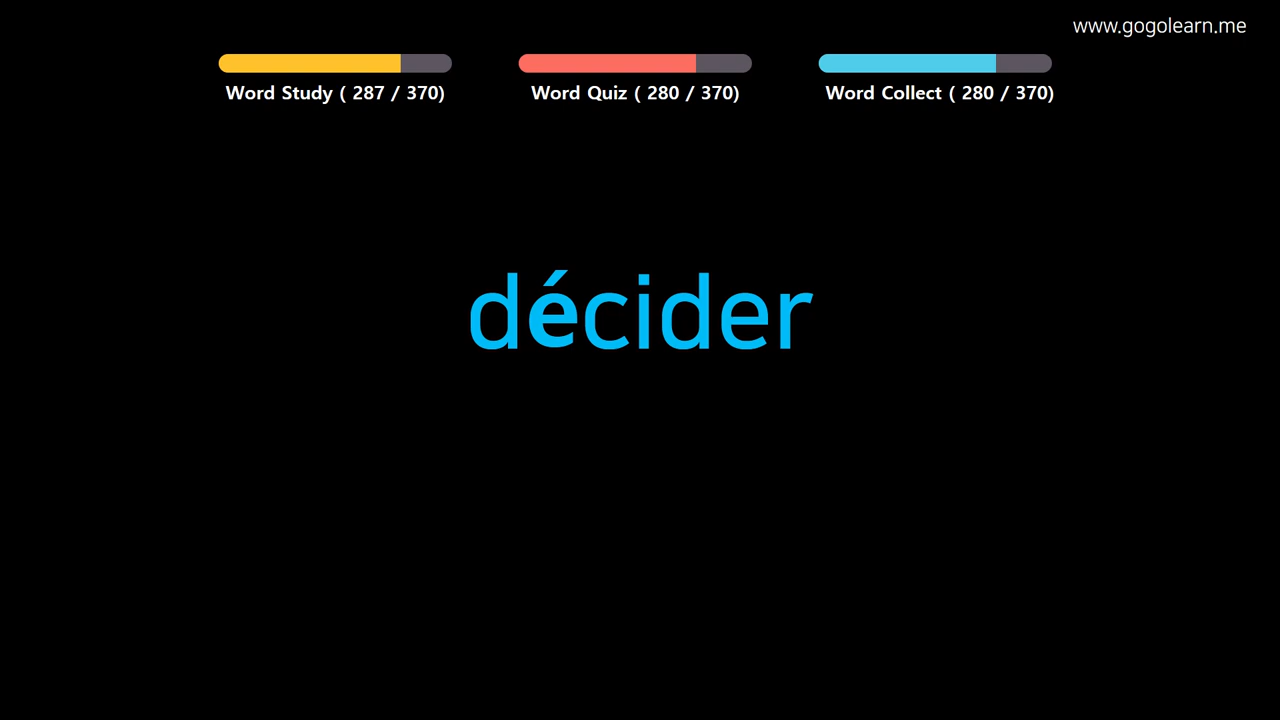 www.gogolearn.me
Word Study ( 287 / 370)
Word Quiz ( 280 / 370)
Word Collect ( 280 / 370)
décider